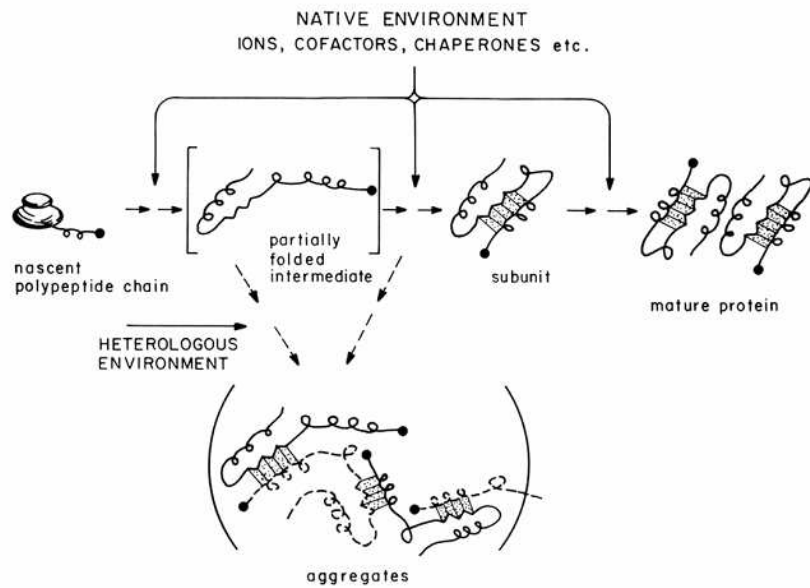 NATIVE ENVIRONMENT
IONS, COFACTORS, CHAPERONES etc.
nascent
polypeptide chain
partially
folded
intermediate
subunit
mature protein
HETEROLOGOUS
ENVIRONMENT
aggregates